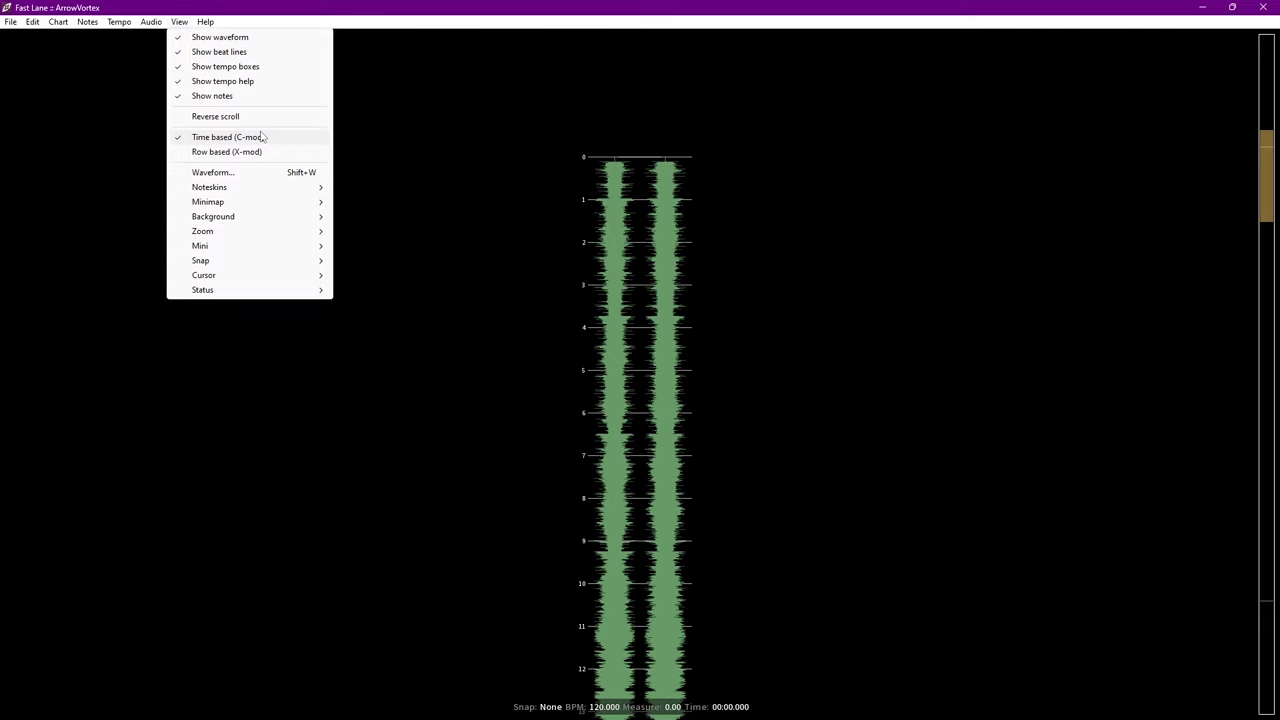 Fast Lane :: ArrowVortex
File Edit Chart Notes Tempo Audio View Help
Show waveform
Show beat lines
Show tempo boxes
Show tempo help
Show notes
Reverse scroll
Time based (C-mod
Row based (X-mod)
Waveform... Shift+W
Noteskins
Minimap
Background
Zoom
Mini
Snap
Cursor
Status
0
1
2
3
4
5
6
7
8
9
10
11
12
Snap: None BPM: 120.000 Measure: 0.00 Time: 00:00.000